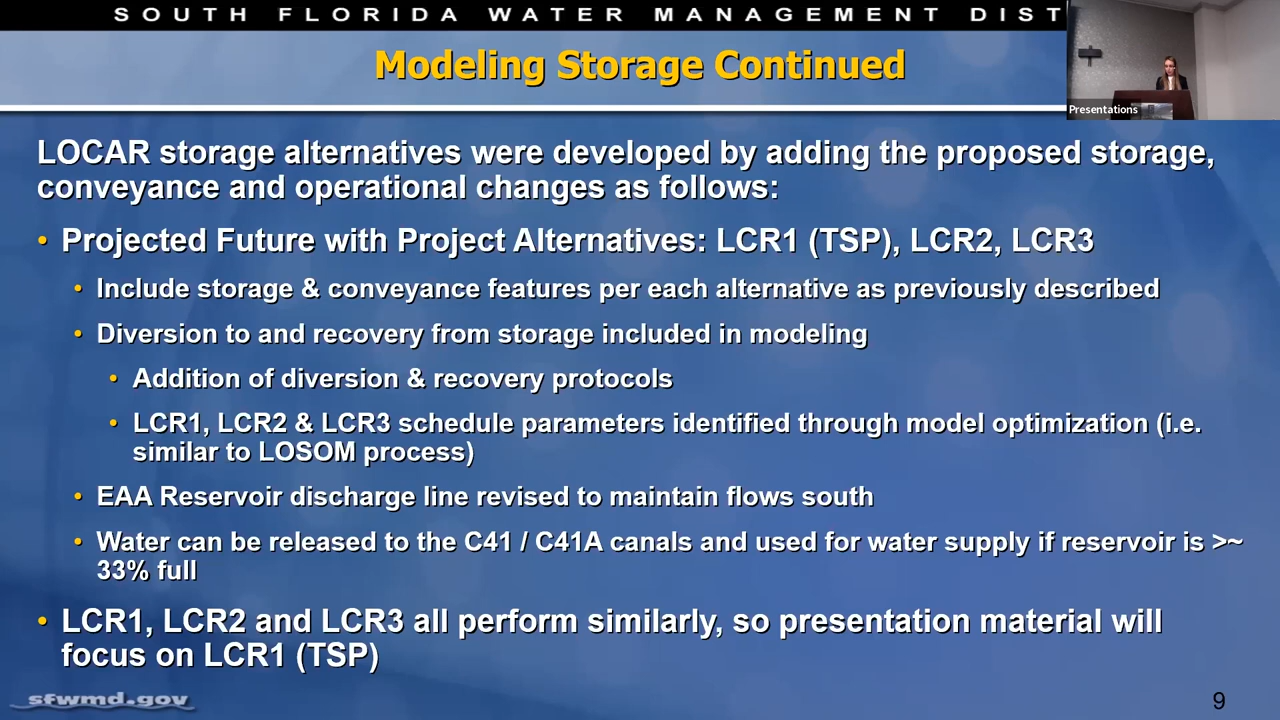 SOUTH FLORIDA WATER MANAGEMENT DIST
Modeling Storage Continued
Presentations
LOCAR storage alternatives were developed by adding the proposed storage,
conveyance and operational changes as follows:
• Projected Future with Project Alternatives: LCR1 (TSP), LCR2, LCR3
• Include storage & conveyance features per each alternative as previously described
• Diversion to and recovery from storage included in modeling
• Addition of diversion & recovery protocols
• LCR1, LCR2 & LCR3 schedule parameters identified through model optimization (i.e.
similar to LOSOM process)
• EAA Reservoir discharge line revised to maintain flows south
• Water can be released to the C41 / C41A canals and used for water supply if reservoir is >~
33% full
• LCR1, LCR2 and LCR3 all perform similarly, so presentation material will
focus on LCR1 (TSP)
sfwmd.gov
9